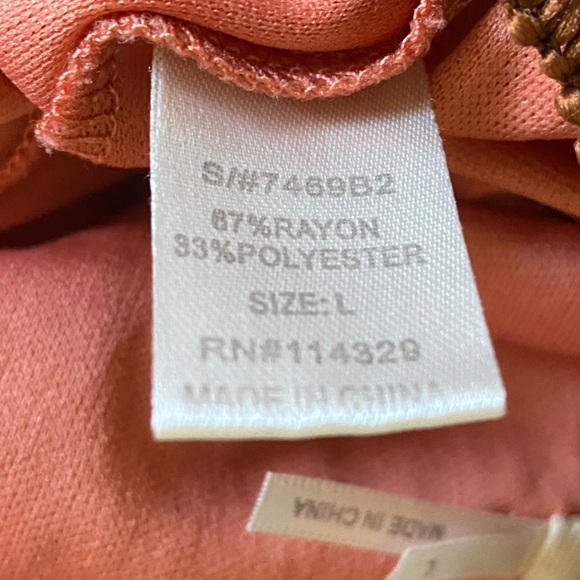 S/#7469B2
67%RAYON
33%POLYESTER
SIZE: L
RN#114329
MADE IN CHINA
MADE IN CHINA